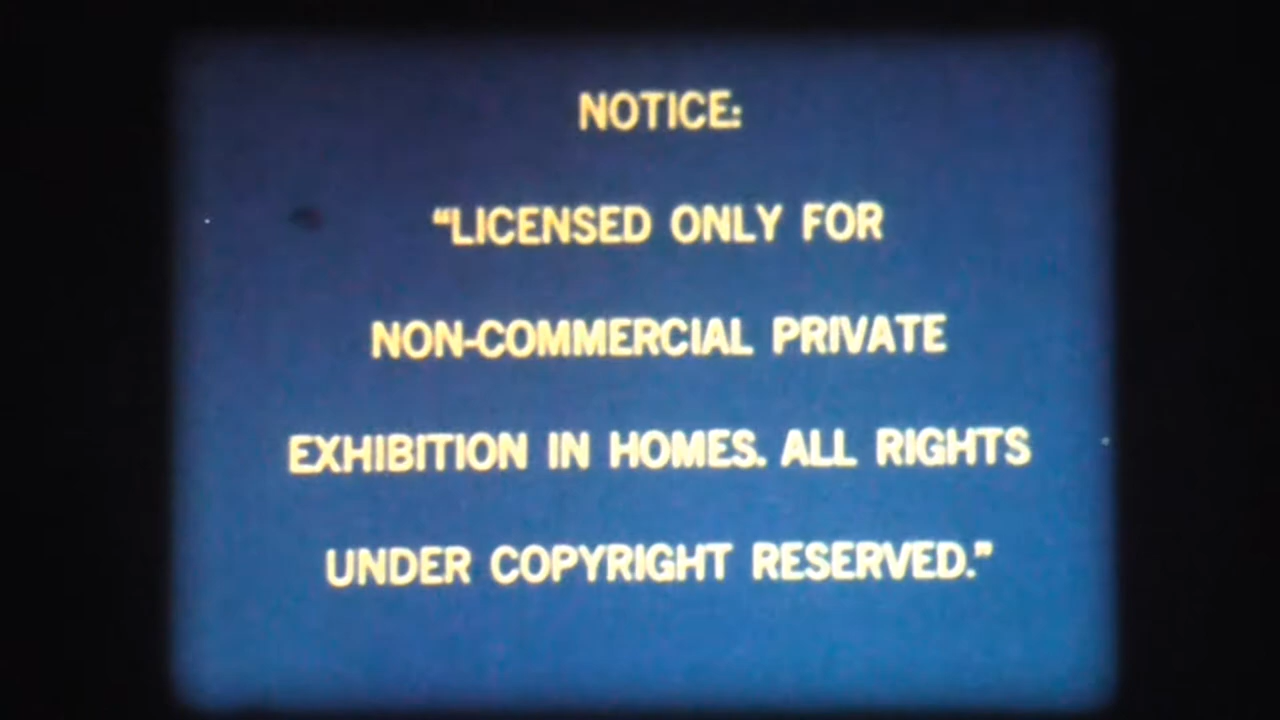 NOTICE:
“LICENSED ONLY FOR
NON-COMMERCIAL PRIVATE
EXHIBITION IN HOMES. ALL RIGHTS
UNDER COPYRIGHT RESERVED.”